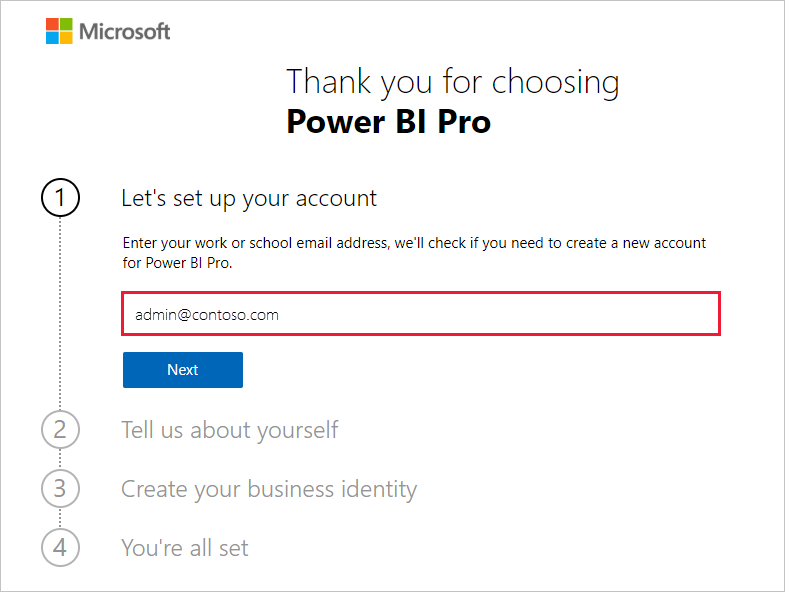 Microsoft
Thank you for choosing
Power BI Pro
1
Let's set up your account
Enter your work or school email address, we'll check if you need to create a new account
for Power BI Pro.
admin@contoso.com
Next
2
Tell us about yourself
3
Create your business identity
4
You're all set